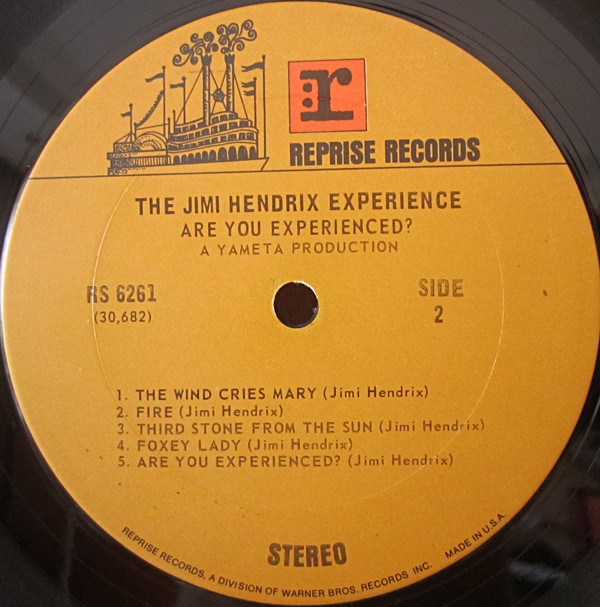 r
REPRISE RECORDS
THE JIMI HENDRIX EXPERIENCE
ARE YOU EXPERIENCED?
A YAMETA PRODUCTION
RS 6261
(30,682)
SIDE
2
1. THE WIND CRIES MARY (Jimi Hendrix)
2. FIRE (Jimi Hendrix)
3. THIRD STONE FROM THE SUN (Jimi Hendrix)
4. FOXEY LADY (Jimi Hendrix)
5. ARE YOU EXPERIENCED? (Jimi Hendrix)
STEREO
REPRISE RECORDS, A DIVISION OF WARNER BROS. RECORDS INC. MADE IN U.S.A.